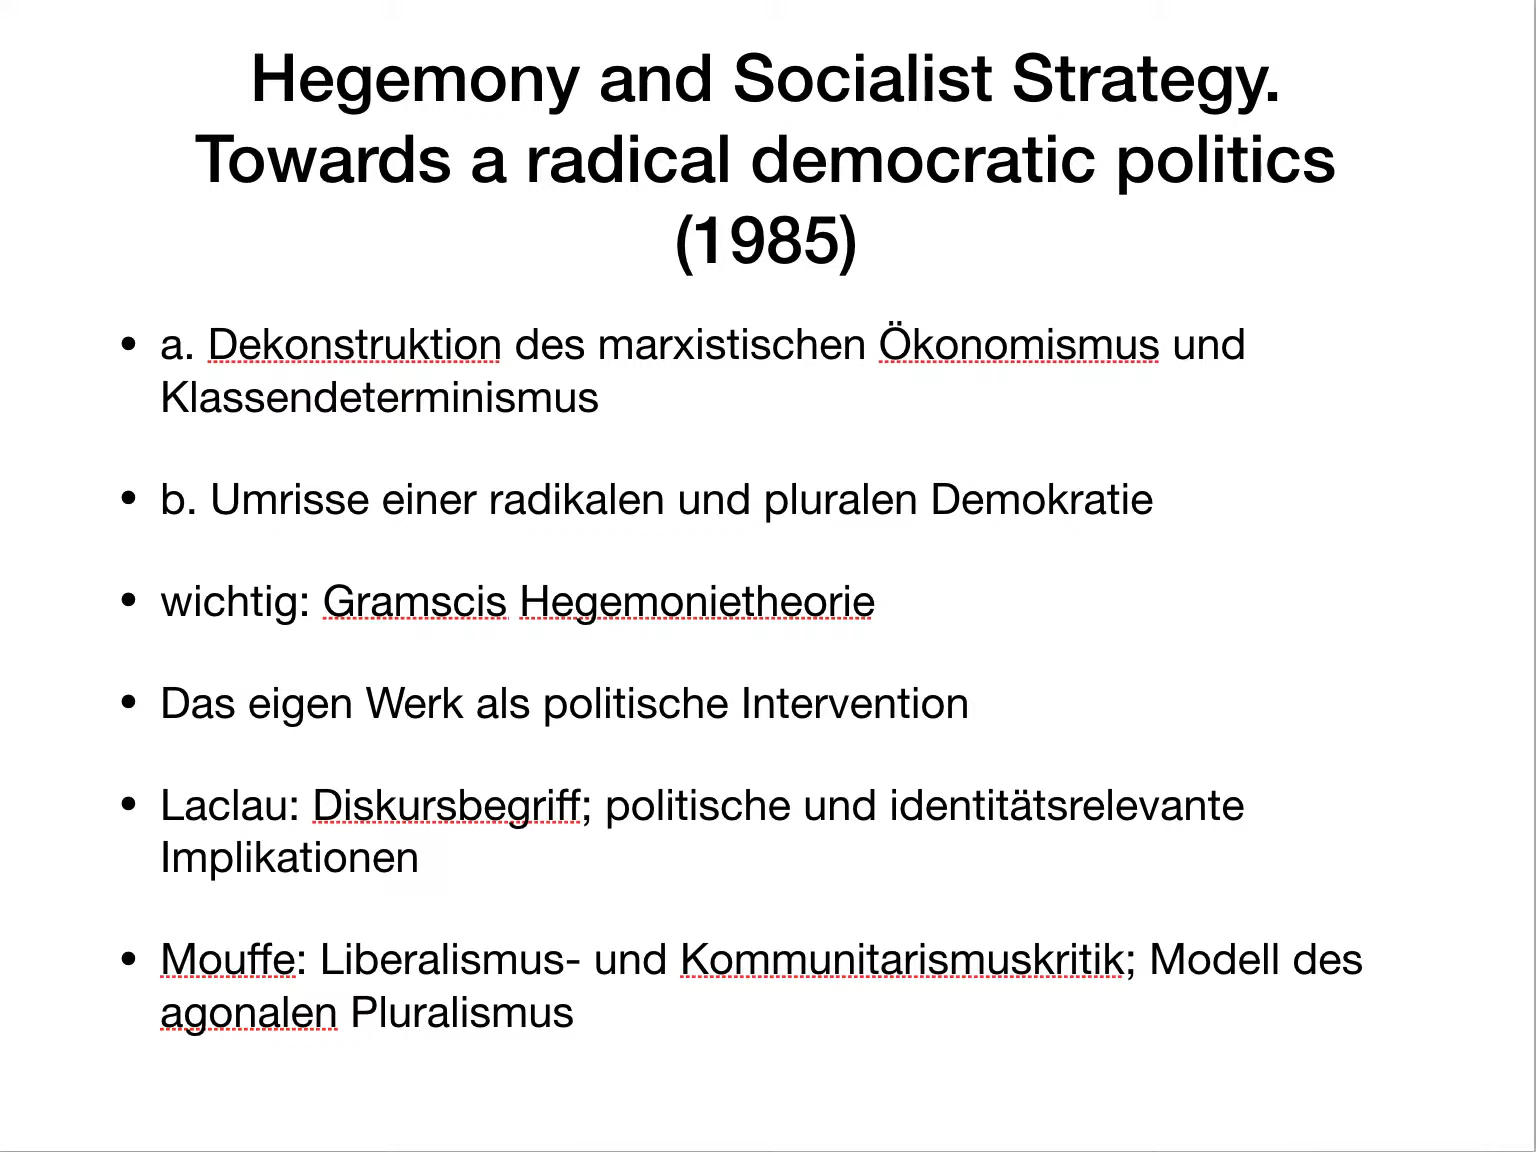 Hegemony and Socialist Strategy.
Towards a radical democratic politics
(1985)
• a. Dekonstruktion des marxistischen Ökonomismus und
Klassendeterminismus
• b. Umrisse einer radikalen und pluralen Demokratie
• wichtig: Gramscis Hegemonietheorie
• Das eigen Werk als politische Intervention
• Laclau: Diskursbegriff; politische und identitätsrelevante
Implikationen
• Mouffe: Liberalismus- und Kommunitarismuskritik; Modell des
agonalen Pluralismus